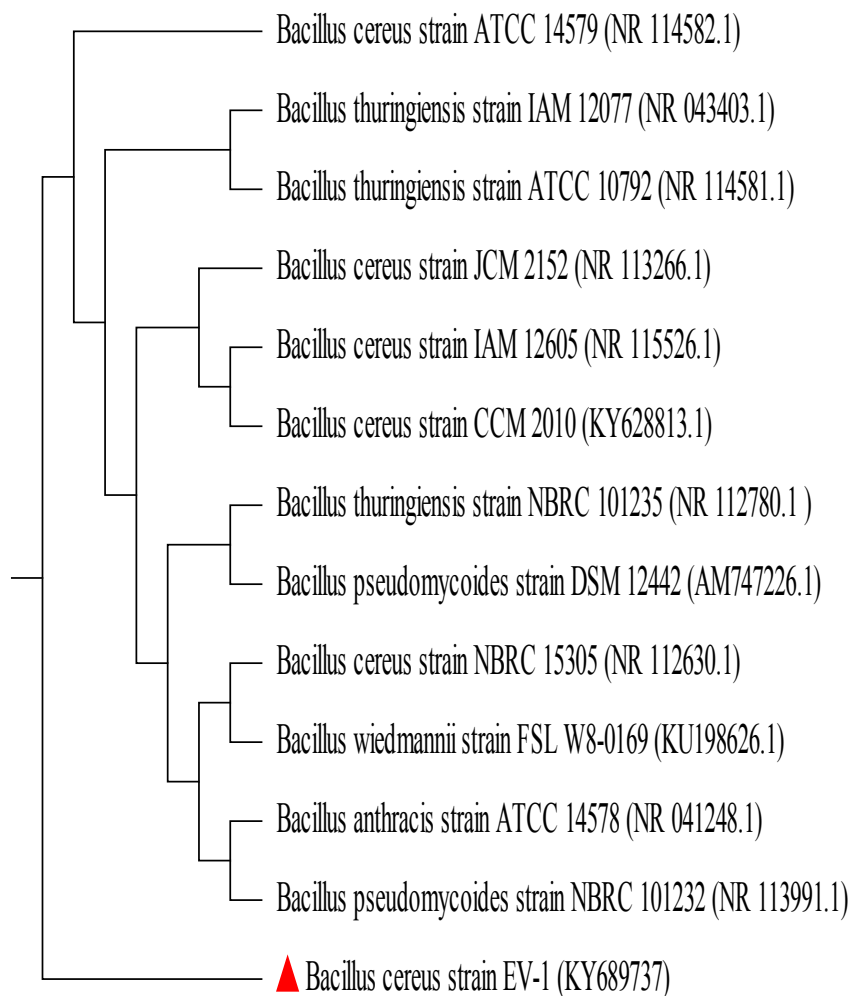 Bacillus cereus strain ATCC 14579 (NR 114582.1)
Bacillus thuringiensis strain IAM 12077 (NR 043403.1)
Bacillus thuringiensis strain ATCC 10792 (NR 114581.1)
Bacillus cereus strain JCM 2152 (NR 113266.1)
Bacillus cereus strain IAM 12605 (NR 115526.1)
Bacillus cereus strain CCM 2010 (KY628813.1)
Bacillus thuringiensis strain NBRC 101235 (NR 112780.1 )
Bacillus pseudomycoides strain DSM 12442 (AM747226.1)
Bacillus cereus strain NBRC 15305 (NR 112630.1)
Bacillus wiedmannii strain FSL W8-0169 (KU198626.1)
Bacillus anthracis strain ATCC 14578 (NR 041248.1)
Bacillus pseudomycoides strain NBRC 101232 (NR 113991.1)
Bacillus cereus strain EV-1 (KY689737)